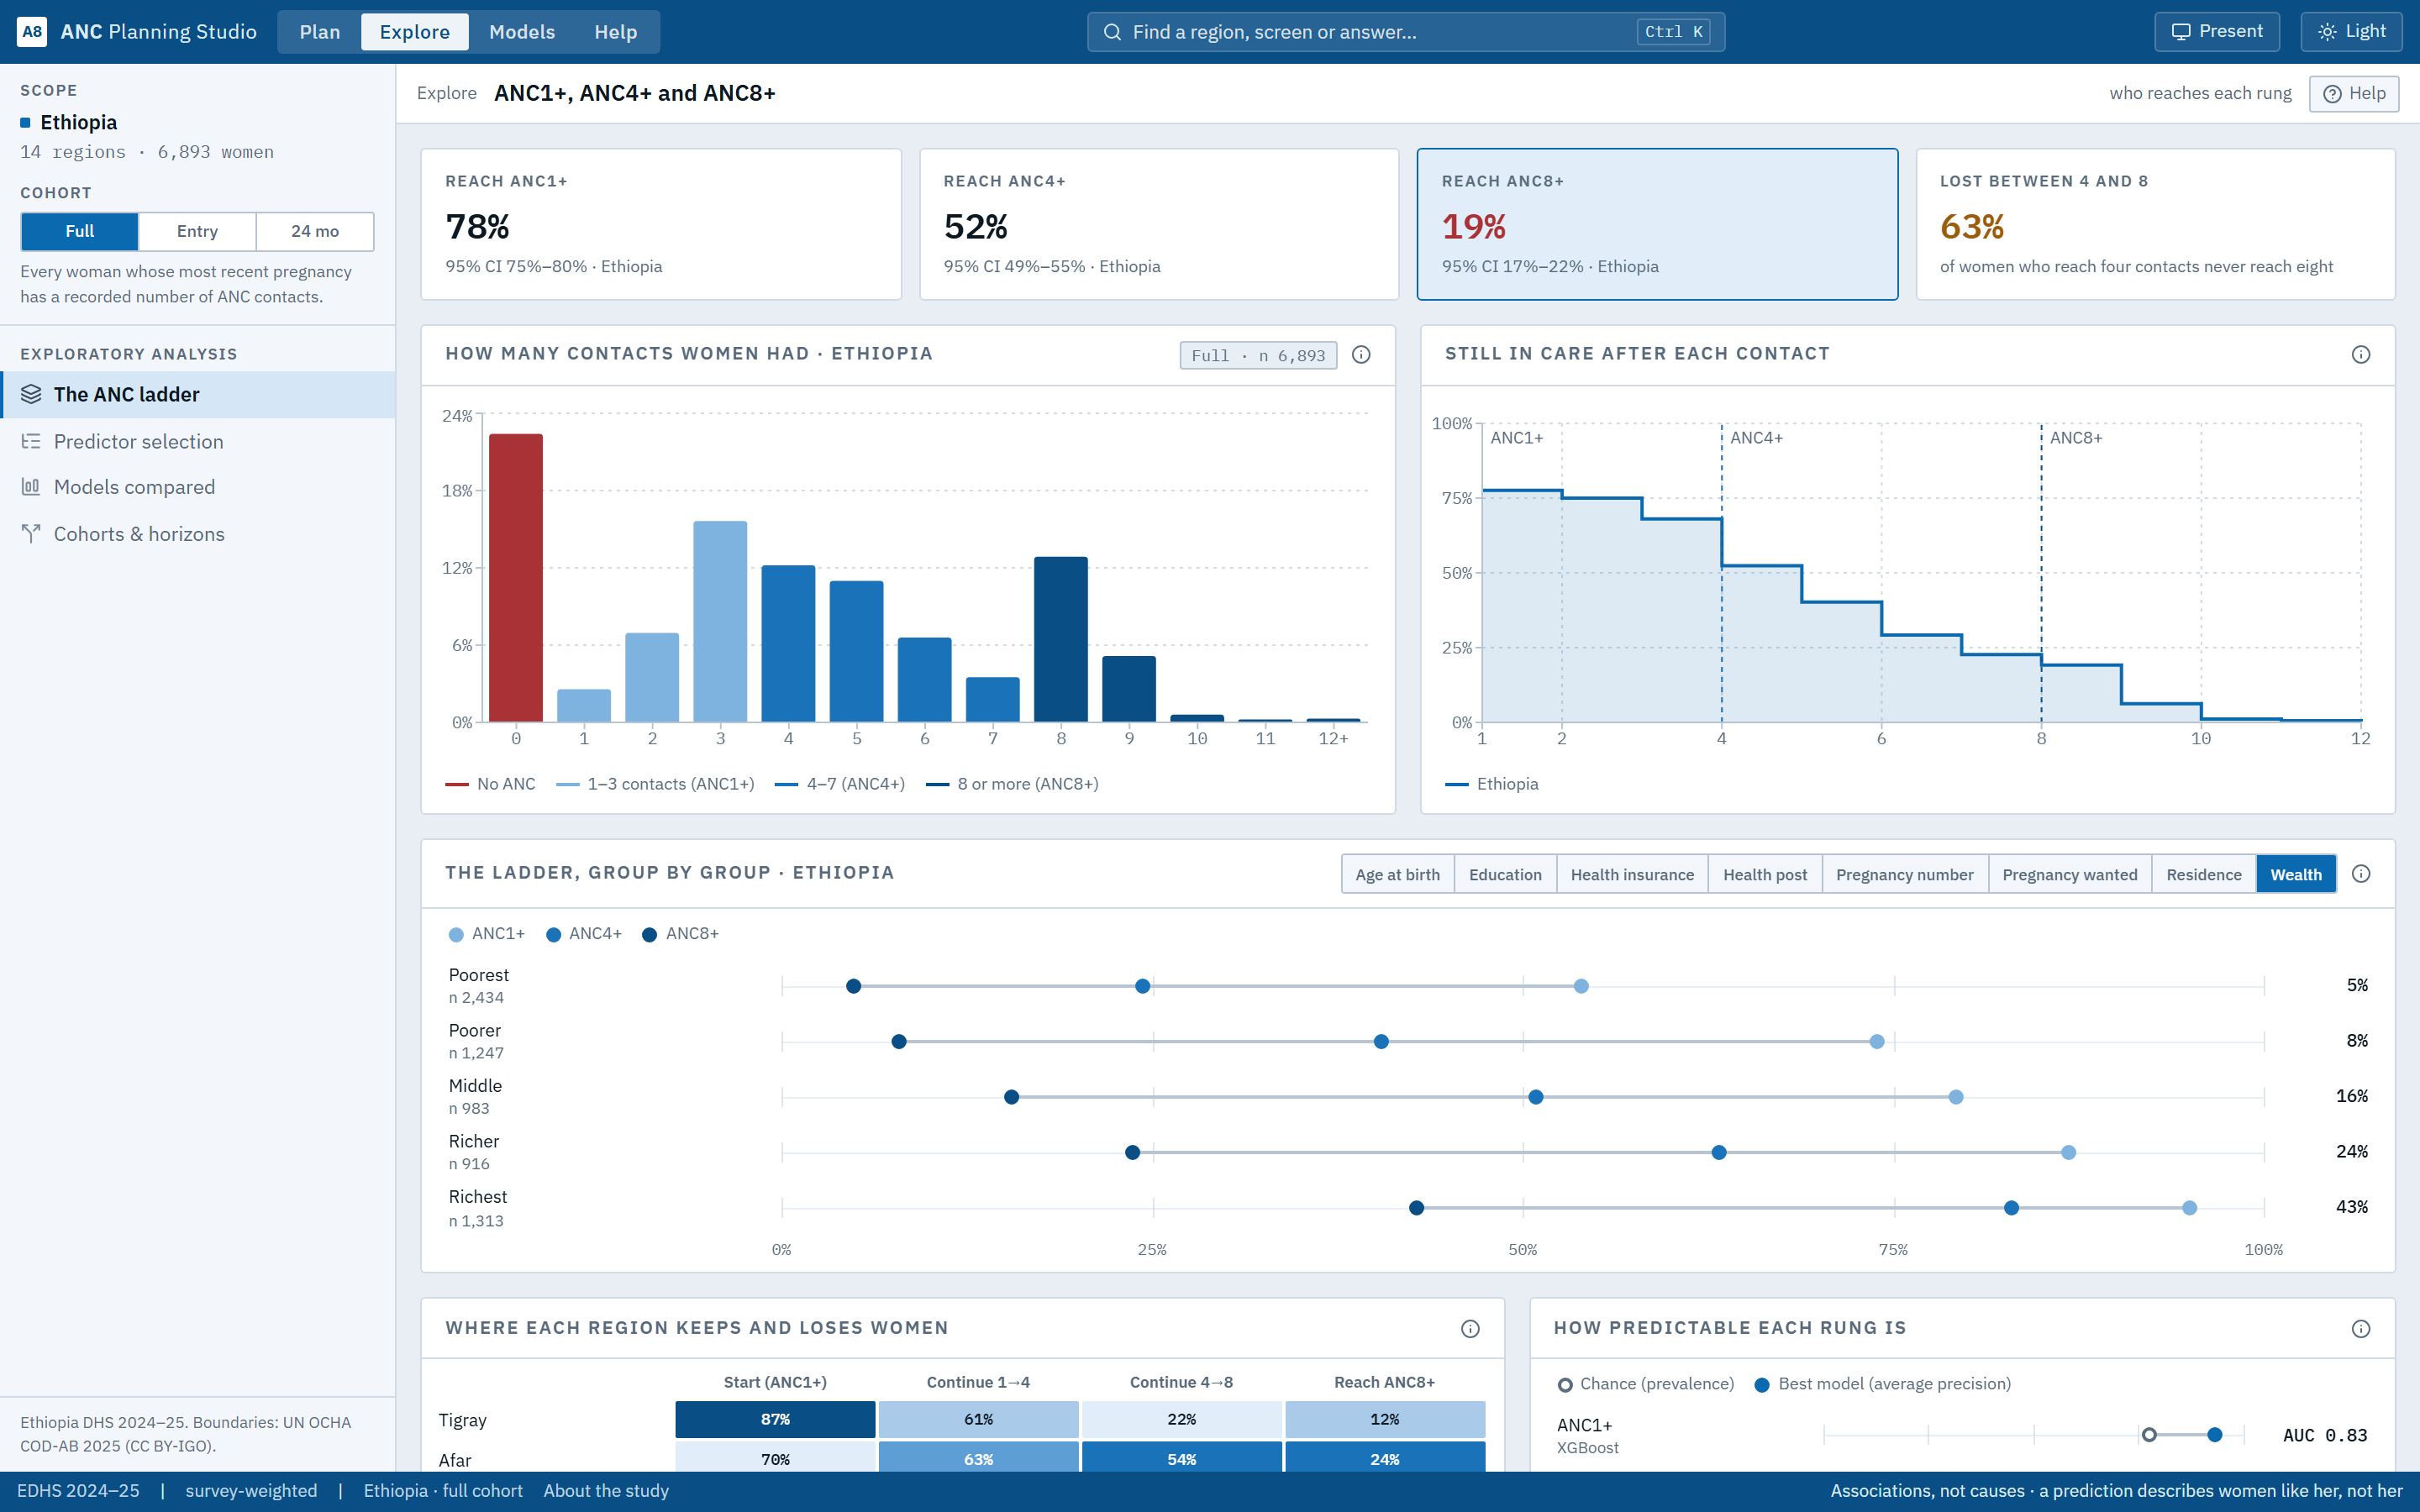 A8 ANC Planning Studio Plan Explore Models Help Find a region, screen or answer... Ctrl K Present Light
SCOPE
Ethiopia
14 regions · 6,893 women
COHORT
Full Entry 24 mo
Every woman whose most recent pregnancy
has a recorded number of ANC contacts.
EXPLORATORY ANALYSIS
The ANC ladder
Predictor selection
Models compared
Cohorts & horizons
Ethiopia DHS 2024–25. Boundaries: UN OCHA
COD-AB 2025 (CC BY-IGO).
Explore ANC1+, ANC4+ and ANC8+ who reaches each rung Help
REACH ANC1+
78%
95% CI 75%–80% · Ethiopia
REACH ANC4+
52%
95% CI 49%–55% · Ethiopia
REACH ANC8+
19%
95% CI 17%–22% · Ethiopia
LOST BETWEEN 4 AND 8
63%
of women who reach four contacts never reach eight
HOW MANY CONTACTS WOMEN HAD · ETHIOPIA Full · n 6,893
24%
18%
12%
6%
0%
0 1 2 3 4 5 6 7 8 9 10 11 12+
No ANC 1–3 contacts (ANC1+) 4–7 (ANC4+) 8 or more (ANC8+)
STILL IN CARE AFTER EACH CONTACT
100%
ANC1+ ANC4+ ANC8+
75%
50%
25%
0%
1 2 4 6 8 10 12
Ethiopia
THE LADDER, GROUP BY GROUP · ETHIOPIA Age at birth Education Health insurance Health post Pregnancy number Pregnancy wanted Residence Wealth
ANC1+ ANC4+ ANC8+
Poorest 5%
n 2,434
Poorer 8%
n 1,247
Middle 16%
n 983
Richer 24%
n 916
Richest 43%
n 1,313
0% 25% 50% 75% 100%
WHERE EACH REGION KEEPS AND LOSES WOMEN
Start (ANC1+) Continue 1→4 Continue 4→8 Reach ANC8+
Tigray 87% 61% 22% 12%
Afar 70% 63% 54% 24%
HOW PREDICTABLE EACH RUNG IS
Chance (prevalence) Best model (average precision)
ANC1+ AUC 0.83
XGBoost
EDHS 2024–25 | survey-weighted | Ethiopia · full cohort About the study Associations, not causes · a prediction describes women like her, not her